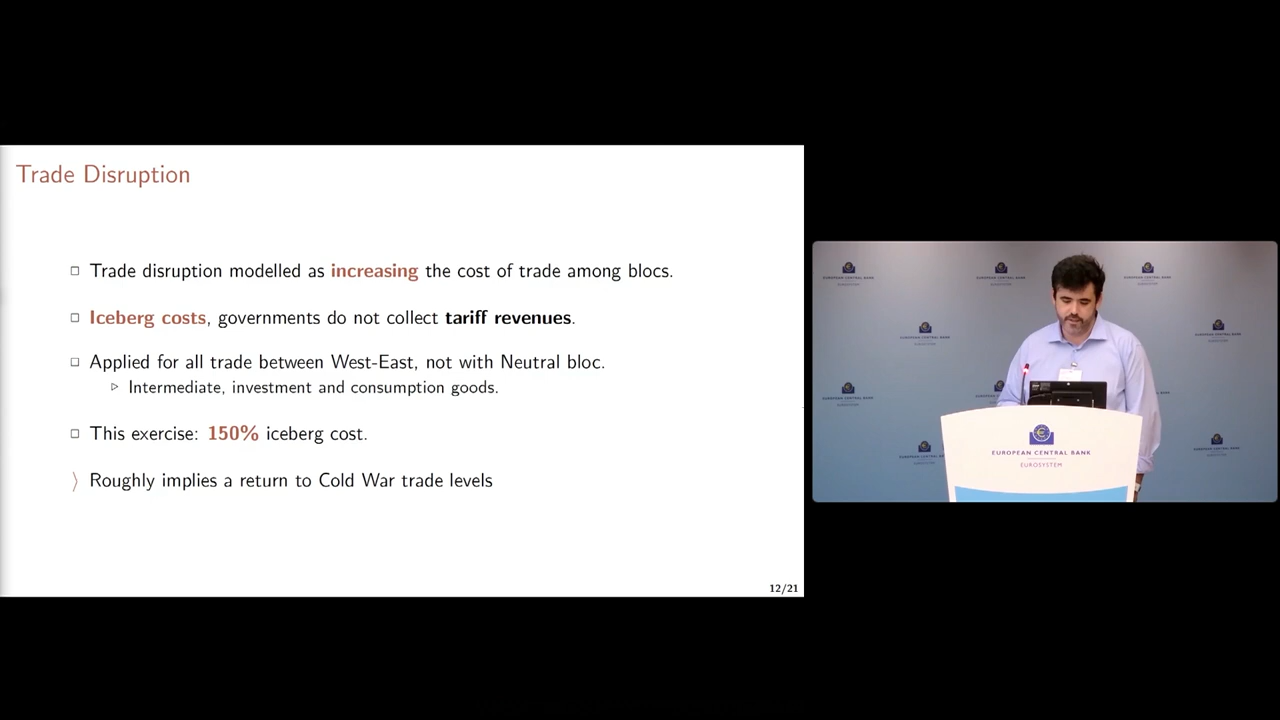 Trade Disruption
Trade disruption modelled as increasing the cost of trade among blocs.
Iceberg costs, governments do not collect tariff revenues.
Applied for all trade between West-East, not with Neutral bloc.
Intermediate, investment and consumption goods.
This exercise: 150% iceberg cost.
Roughly implies a return to Cold War trade levels
12/21
EUROPEAN CENTRAL BANK
EUROSYSTEM